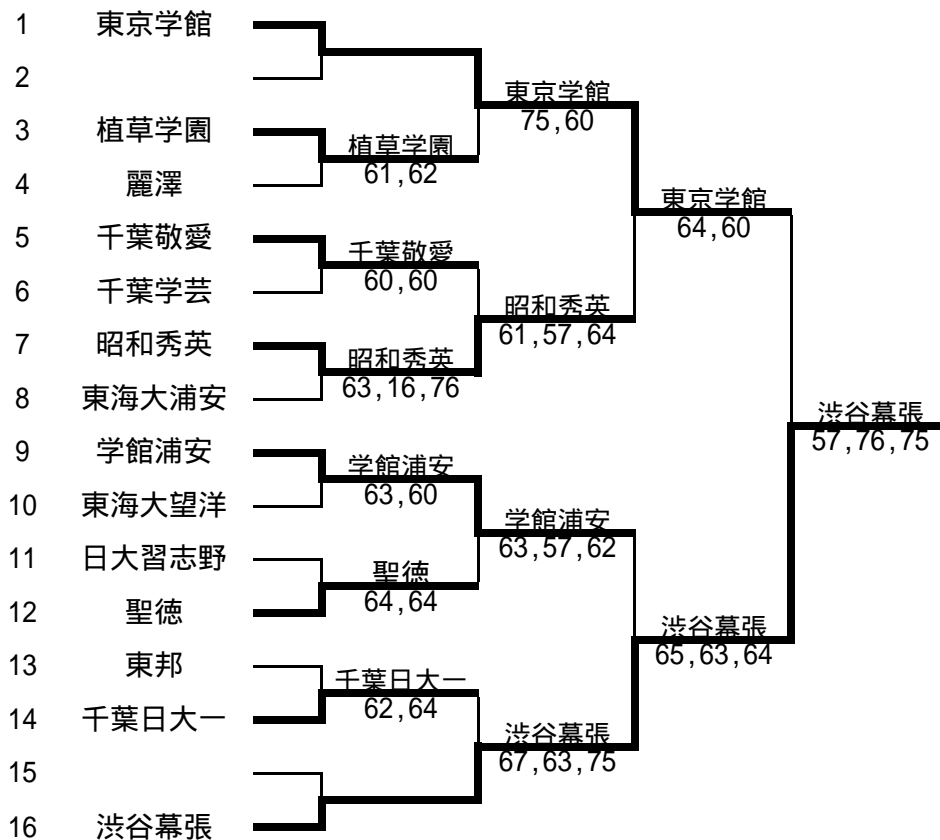 1 東京学館
2
東京学館
75,60
3 植草学園
植草学園
61,62
4 麗澤
東京学館
64,60
5 千葉敬愛
千葉敬愛
60,60
6 千葉学芸
昭和秀英
61,57,64
7 昭和秀英
昭和秀英
63,16,76
8 東海大浦安
渋谷幕張
57,76,75
9 学館浦安
学館浦安
63,60
10 東海大望洋
学館浦安
63,57,62
11 日大習志野
聖徳
64,64
12 聖徳
渋谷幕張
65,63,64
13 東邦
千葉日大一
62,64
14 千葉日大一
渋谷幕張
67,63,75
15
16 渋谷幕張